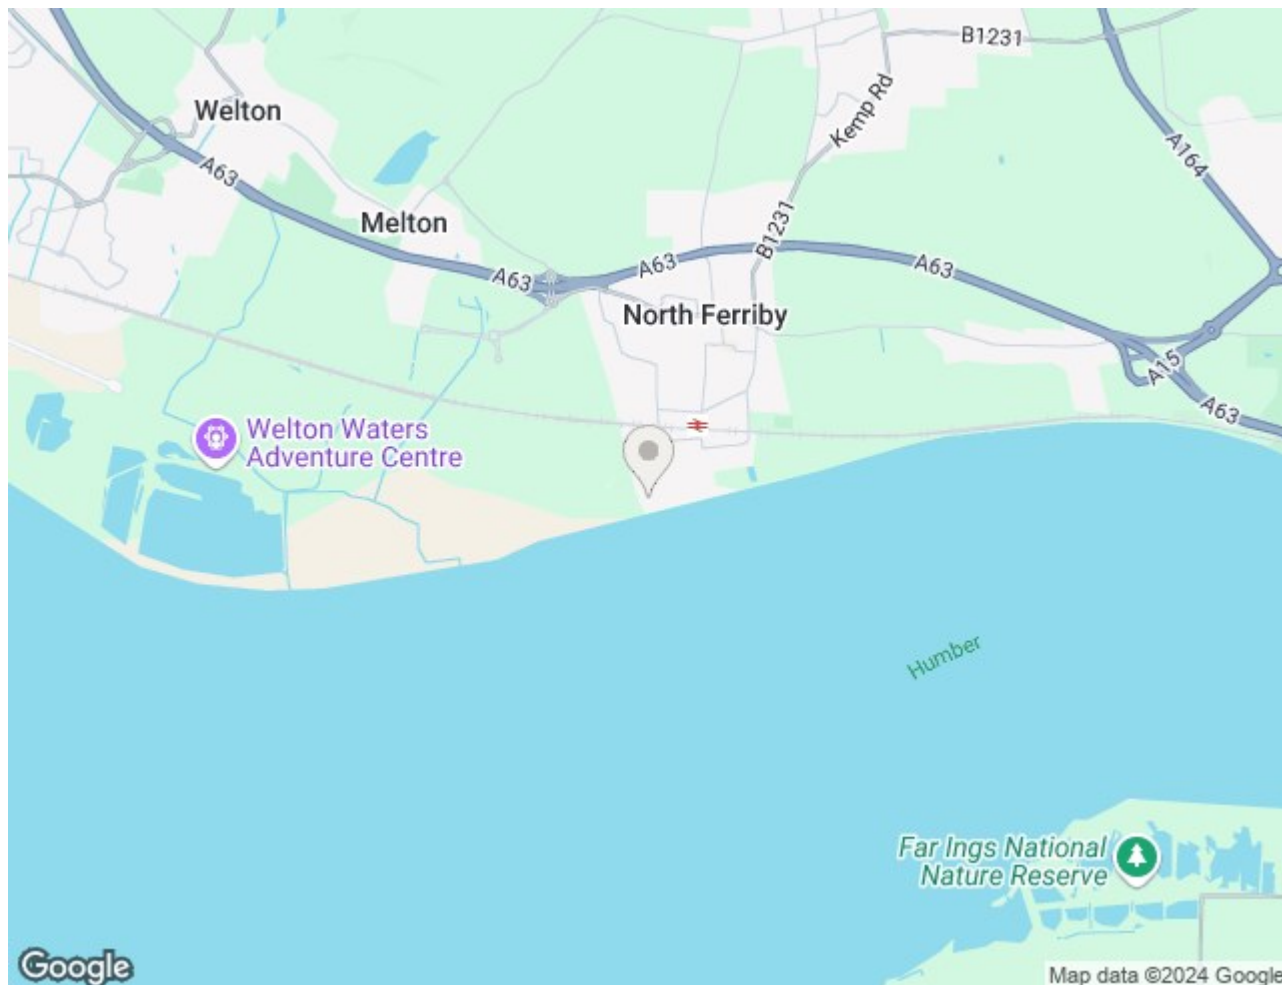 B1231
Kemp Rd
Welton
A63
A164
Melton
B1231
A63
A63
A63
North Ferriby
A15
A63
Welton Waters
Adventure Centre
Humber
Far Ings National
Nature Reserve
Google
Map data ©2024 Google